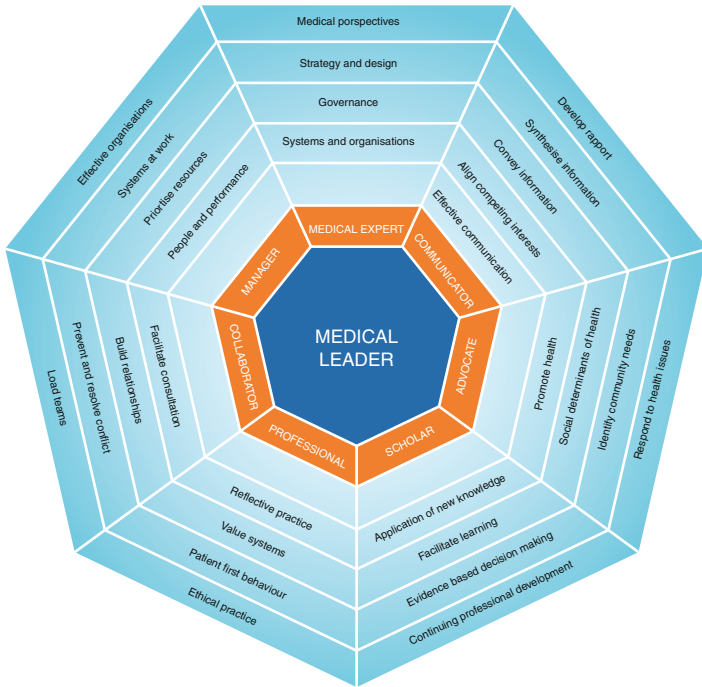 Medical porspectives
Strategy and design
Governance
Systems and organisations
MEDICAL EXPERT
Develop rapport
Synthesise information
Convey information
Align competing interests
Effective communication
COMMUNICATOR
Respond to health issues
Identify community needs
Social determinants of health
Promote health
ADVOCATE
SCHOLAR
Application of new knowledge
Facilitate learning
Evidence based decision making
Continuing professional development
PROFESSIONAL
Reflective practice
Value systems
Patient first behaviour
Ethical practice
COLLABORATOR
Facilitate consultation
Build relationships
Prevent and resolve conflict
Load teams
MANAGER
People and performance
Priortise resources
Systems at work
Effective organisations
MEDICAL
LEADER